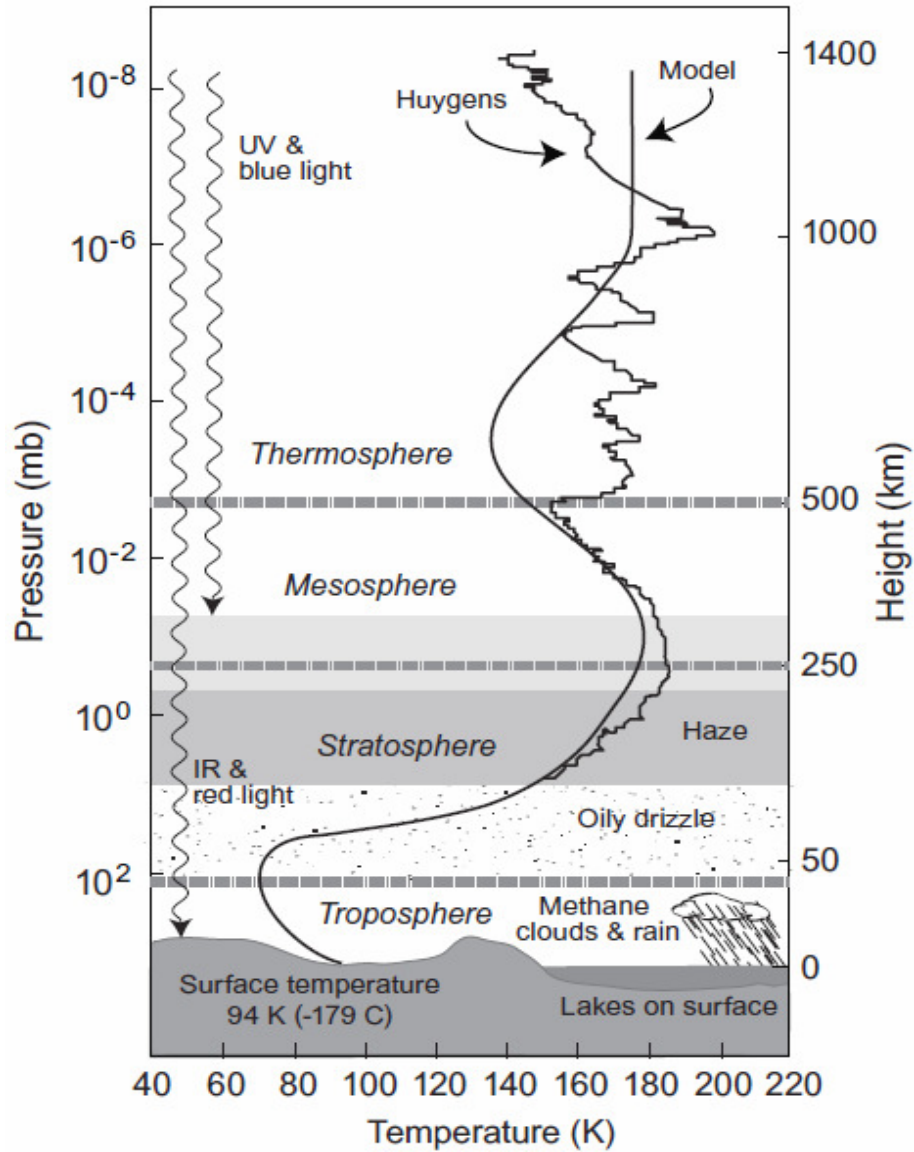 1400
10-8
Model
Huygens
UV &
blue light
10-6
1000
10-4
Thermosphere
500
10-2
Mesosphere
250
100
Haze
Stratosphere
IR &
red light
Oily drizzle
50
102
Troposphere
Methane
clouds & rain
0
Surface temperature
94 K (-179 C)
Lakes on surface
40 60 80 100 120 140 160 180 200 220
Temperature (K)
Pressure (mb)
Height (km)